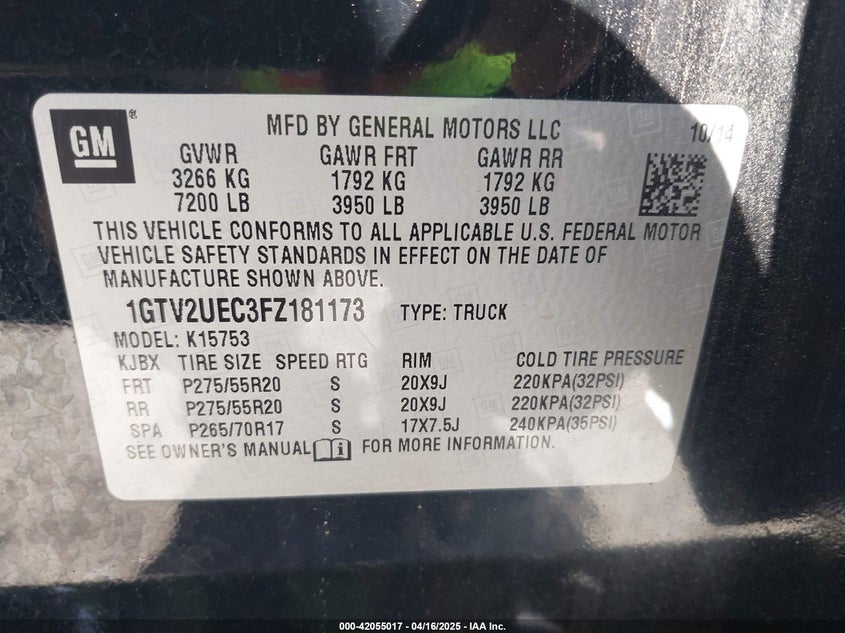 GM
MFD BY GENERAL MOTORS LLC 10/14
GVWR GAWR FRT GAWR RR
3266 KG 1792 KG 1792 KG
7200 LB 3950 LB 3950 LB
THIS VEHICLE CONFORMS TO ALL APPLICABLE U.S. FEDERAL MOTOR
VEHICLE SAFETY STANDARDS IN EFFECT ON THE DATE OF
MANUFACTURE SHOWN ABOVE.
1GTV2UEC3FZ181173 TYPE: TRUCK
MODEL: K15753
KJBX TIRE SIZE SPEED RTG RIM COLD TIRE PRESSURE
FRT P275/55R20 S 20X9J 220KPA(32PSI)
RR P275/55R20 S 20X9J 220KPA(32PSI)
SPA P265/70R17 S 17X7.5J 240KPA(35PSI)
SEE OWNER'S MANUAL FOR MORE INFORMATION.
000-42055017 - 04/16/2025 - IAA Inc.